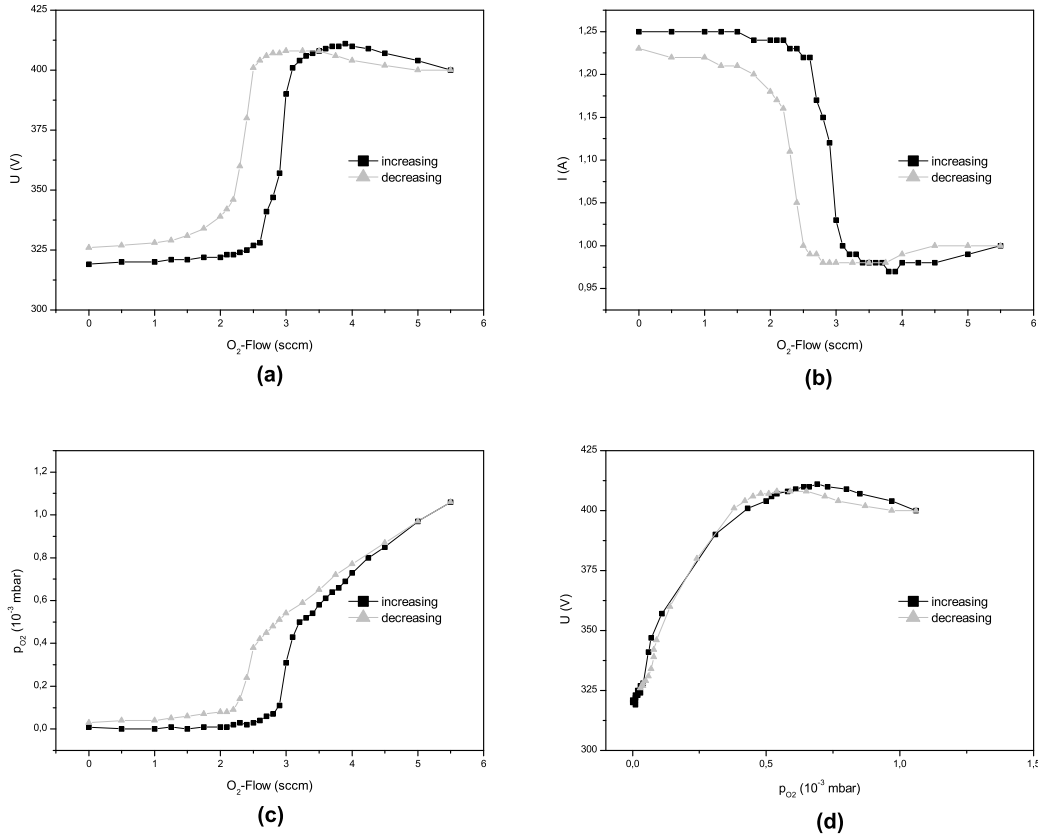 425
400
375
350
325
300
U (V)
increasing
decreasing
0 1 2 3 4 5 6
O₂-Flow (sccm)
(a)
1,25
1,20
1,15
1,10
1,05
1,00
0,95
I (A)
increasing
decreasing
0 1 2 3 4 5 6
O₂-Flow (sccm)
(b)
1,2
1,0
0,8
0,6
0,4
0,2
0,0
p_O2 (10⁻³ mbar)
increasing
decreasing
0 1 2 3 4 5 6
O₂-Flow (sccm)
(c)
425
400
375
350
325
300
U (V)
increasing
decreasing
0,0 0,5 1,0 1,5
p_O2 (10⁻³ mbar)
(d)